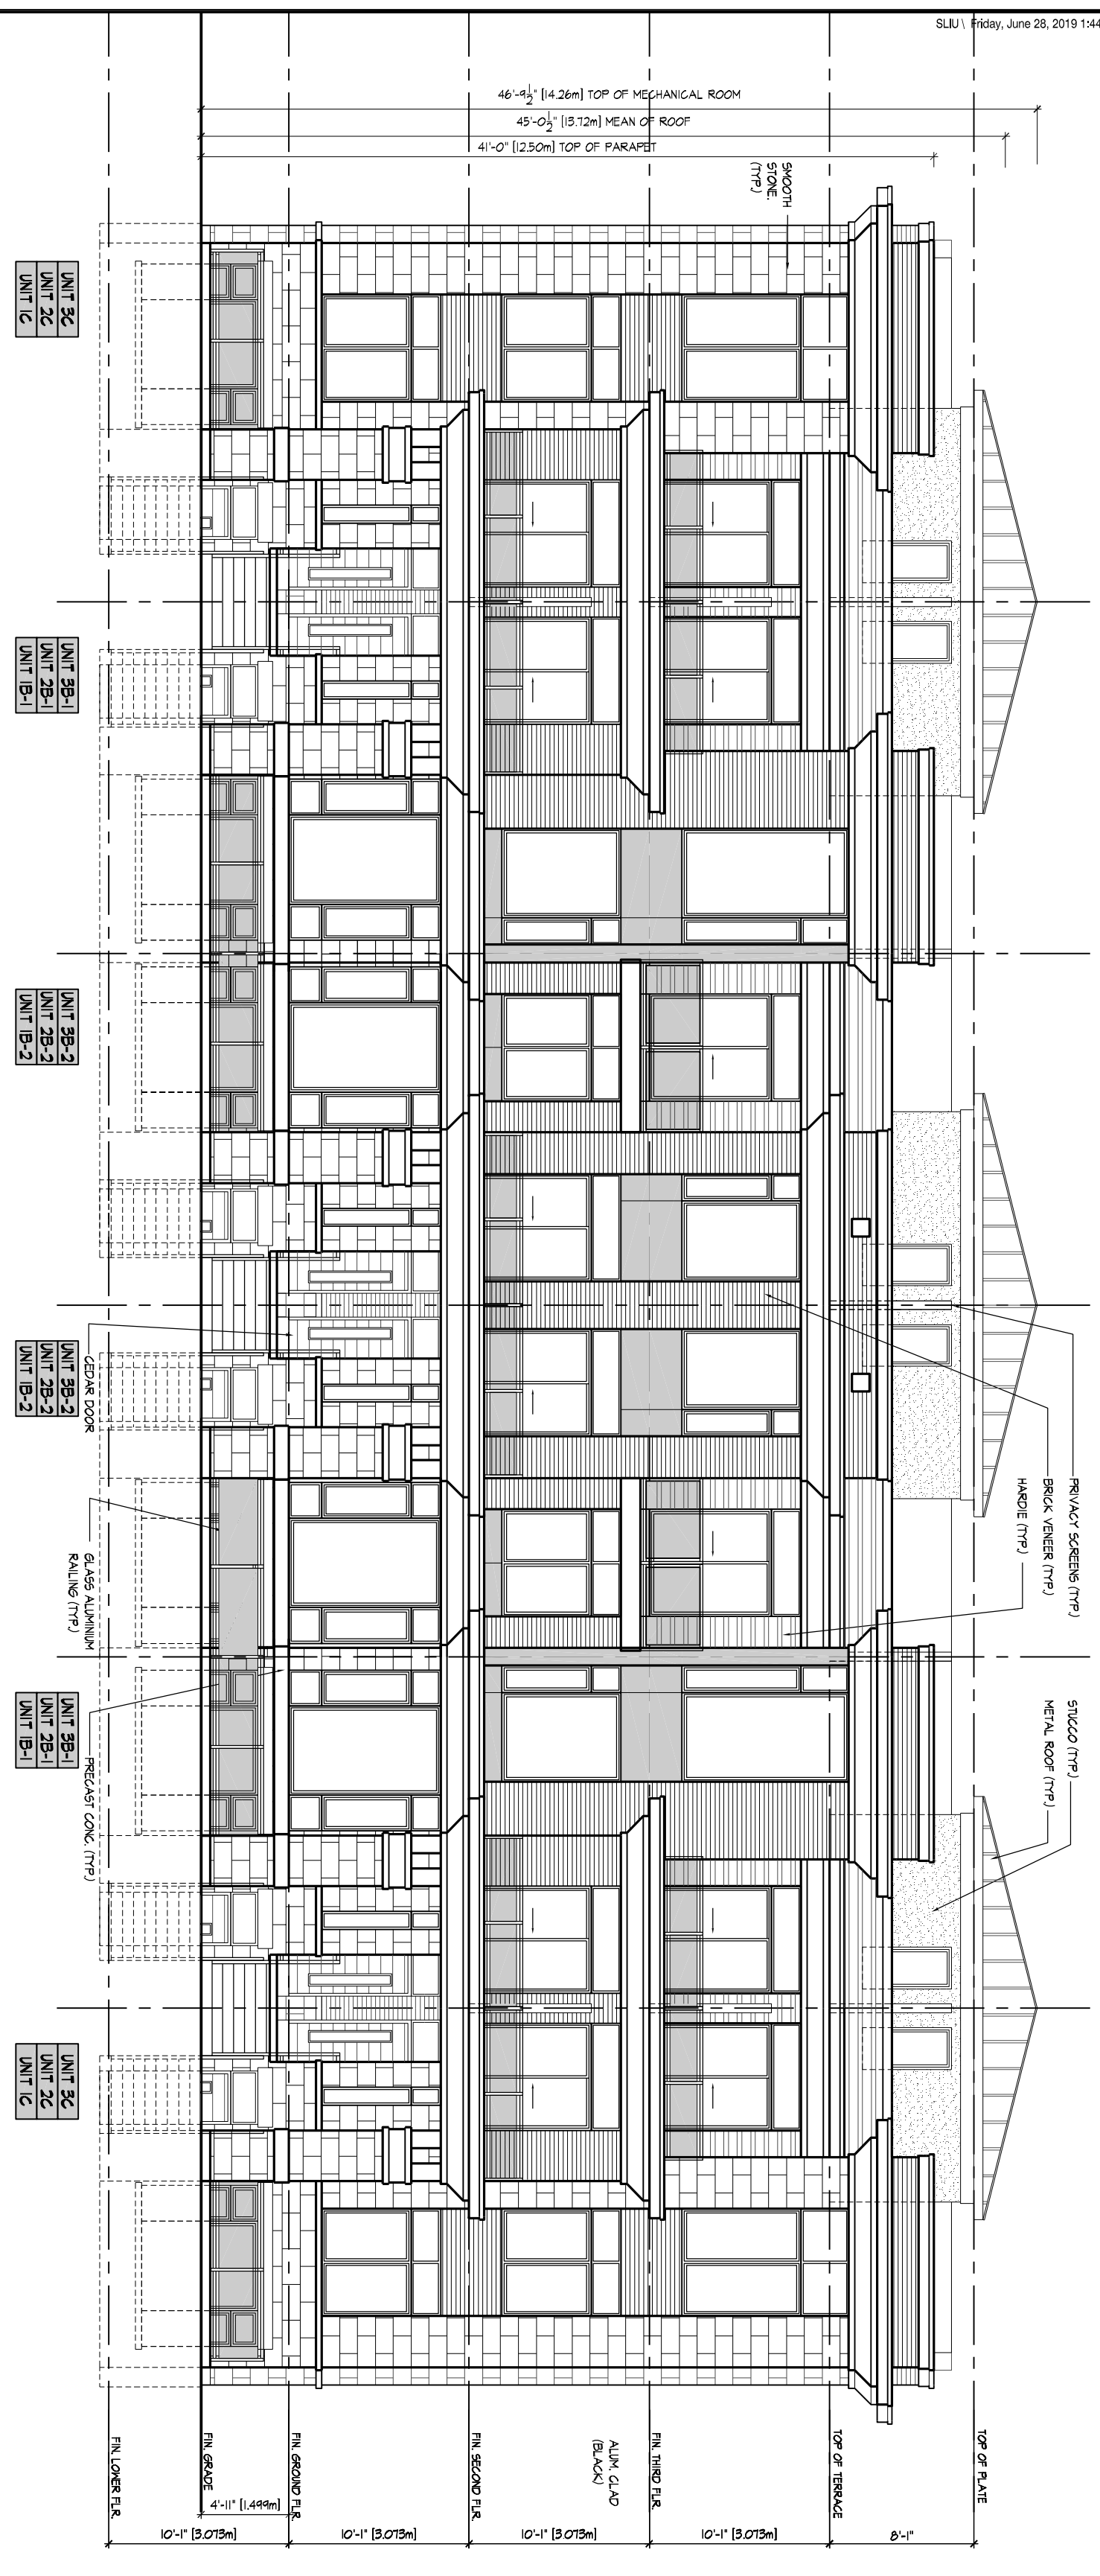 SLIU \ Friday, June 28, 2019 1:44
46'-9 1/2" [14.26m] TOP OF MECHANICAL ROOM
45'-0 1/2" [13.72m] MEAN OF ROOF
41'-0" [12.50m] TOP OF PARAPET
SMOOTH
STONE.
(TYP.)
UNIT 3C
UNIT 2C
UNIT 1C
UNIT 3B-1
UNIT 2B-1
UNIT 1B-1
UNIT 3B-2
UNIT 2B-2
UNIT 1B-2
UNIT 3B-2
UNIT 2B-2
UNIT 1B-2
UNIT 3B-1
UNIT 2B-1
UNIT 1B-1
UNIT 3C
UNIT 2C
UNIT 1C
CEDAR DOOR
GLASS ALUMINIUM
RAILING (TYP.)
PRECAST CONC. (TYP.)
PRIVACY SCREENS (TYP.)
BRICK VENEER (TYP.)
HARDIE (TYP.)
STUCCO (TYP.)
METAL ROOF (TYP.)
TOP OF PLATE
TOP OF TERRACE
FIN. THIRD FLR.
ALUM. CLAD
(BLACK)
FIN. SECOND FLR.
FIN. GROUND FLR.
FIN. GRADE
FIN. LOWER FLR.
4'-11" [1.499m]
10'-1" [3.073m]
10'-1" [3.073m]
10'-1" [3.073m]
10'-1" [3.073m]
8'-1"